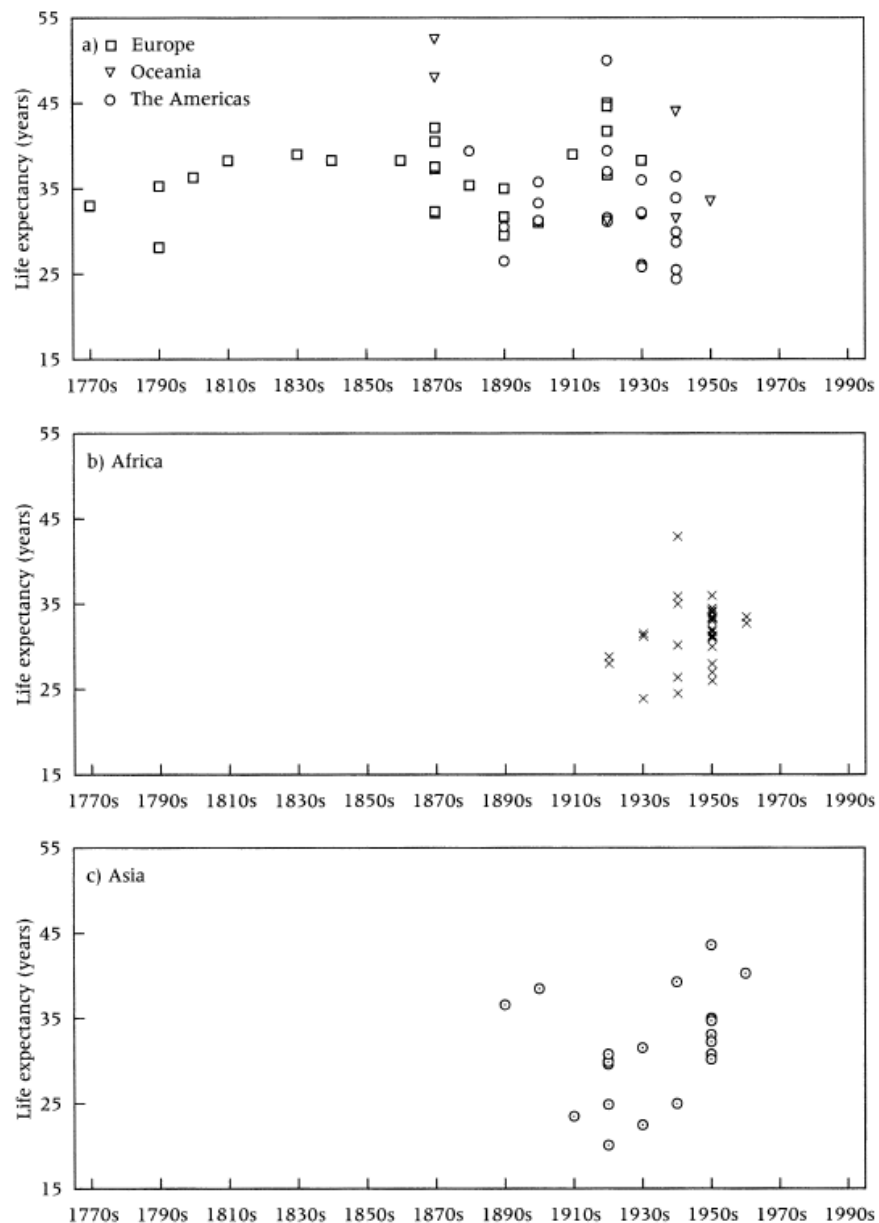 55
a) Europe
Oceania
The Americas
45
35
25
15
Life expectancy (years)
1770s 1790s 1810s 1830s 1850s 1870s 1890s 1910s 1930s 1950s 1970s 1990s
55
b) Africa
45
35
25
15
Life expectancy (years)
1770s 1790s 1810s 1830s 1850s 1870s 1890s 1910s 1930s 1950s 1970s 1990s
55
c) Asia
45
35
25
15
Life expectancy (years)
1770s 1790s 1810s 1830s 1850s 1870s 1890s 1910s 1930s 1950s 1970s 1990s